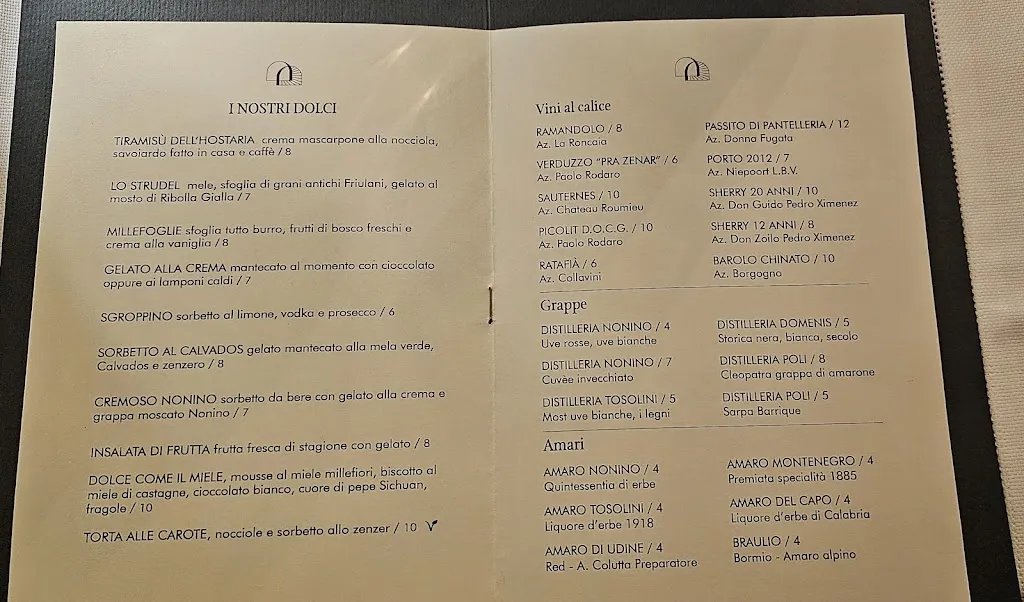 I NOSTRI DOLCI
TIRAMISÙ DELL'HOSTARIA crema mascarpone alla nocciola,
savoiardo fatto in casa e caffè / 8
LO STRUDEL mele, sfoglia di grani antichi Friulani, gelato al
mosto di Ribolla Gialla / 7
MILLEFOGLIE sfoglia tutto burro, frutti di bosco freschi e
crema alla vaniglia / 8
GELATO ALLA CREMA mantecato al momento con cioccolato
oppure ai lamponi caldi / 7
SGROPPINO sorbetto al limone, vodka e prosecco / 6
SORBETTO AL CALVADOS gelato mantecato alla mela verde,
Calvados e zenzero / 8
CREMOSO NONINO sorbetto da bere con gelato alla crema e
grappa moscato Nonino / 7
INSALATA DI FRUTTA frutta fresca di stagione con gelato / 8
DOLCE COME IL MIELE, mousse al miele millefiori, biscotto al
miele di castagne, cioccolato bianco, cuore di pepe Sichuan,
fragole / 10
TORTA ALLE CAROTE, nocciole e sorbetto allo zenzer / 10
Vini al calice
RAMANDOLO / 8
Az. La Roncaia
VERDUZZO "PRA ZENAR" / 6
Az. Paolo Rodaro
SAUTERNES / 10
Az. Chateau Roumieu
PICOLIT D.O.C.G. / 10
Az. Paolo Rodaro
RATAFIÀ / 6
Az. Collavini
PASSITO DI PANTELLERIA / 12
Az. Donna Fugata
PORTO 2012 / 7
Az. Niepoort L.B.V.
SHERRY 20 ANNI / 10
Az. Don Guido Pedro Ximenez
SHERRY 12 ANNI / 8
Az. Don Zoilo Pedro Ximenez
BAROLO CHINATO / 10
Az. Borgogno
Grappe
DISTILLERIA NONINO / 4
Uve rosse, uve bianche
DISTILLERIA NONINO / 7
Cuvèe invecchiato
DISTILLERIA TOSOLINI / 5
Most uve bianche, i legni
DISTILLERIA DOMENIS / 5
Storica nera, bianca, secolo
DISTILLERIA POLI / 8
Cleopatra grappa di amarone
DISTILLERIA POLI / 5
Sarpa Barrique
Amari
AMARO NONINO / 4
Quintessentia di erbe
AMARO TOSOLINI / 4
Liquore d'erbe 1918
AMARO DI UDINE / 4
Red - A. Colutta Preparatore
AMARO MONTENEGRO / 4
Premiata specialità 1885
AMARO DEL CAPO / 4
Liquore d'erbe di Calabria
BRAULIO / 4
Bormio - Amaro alpino